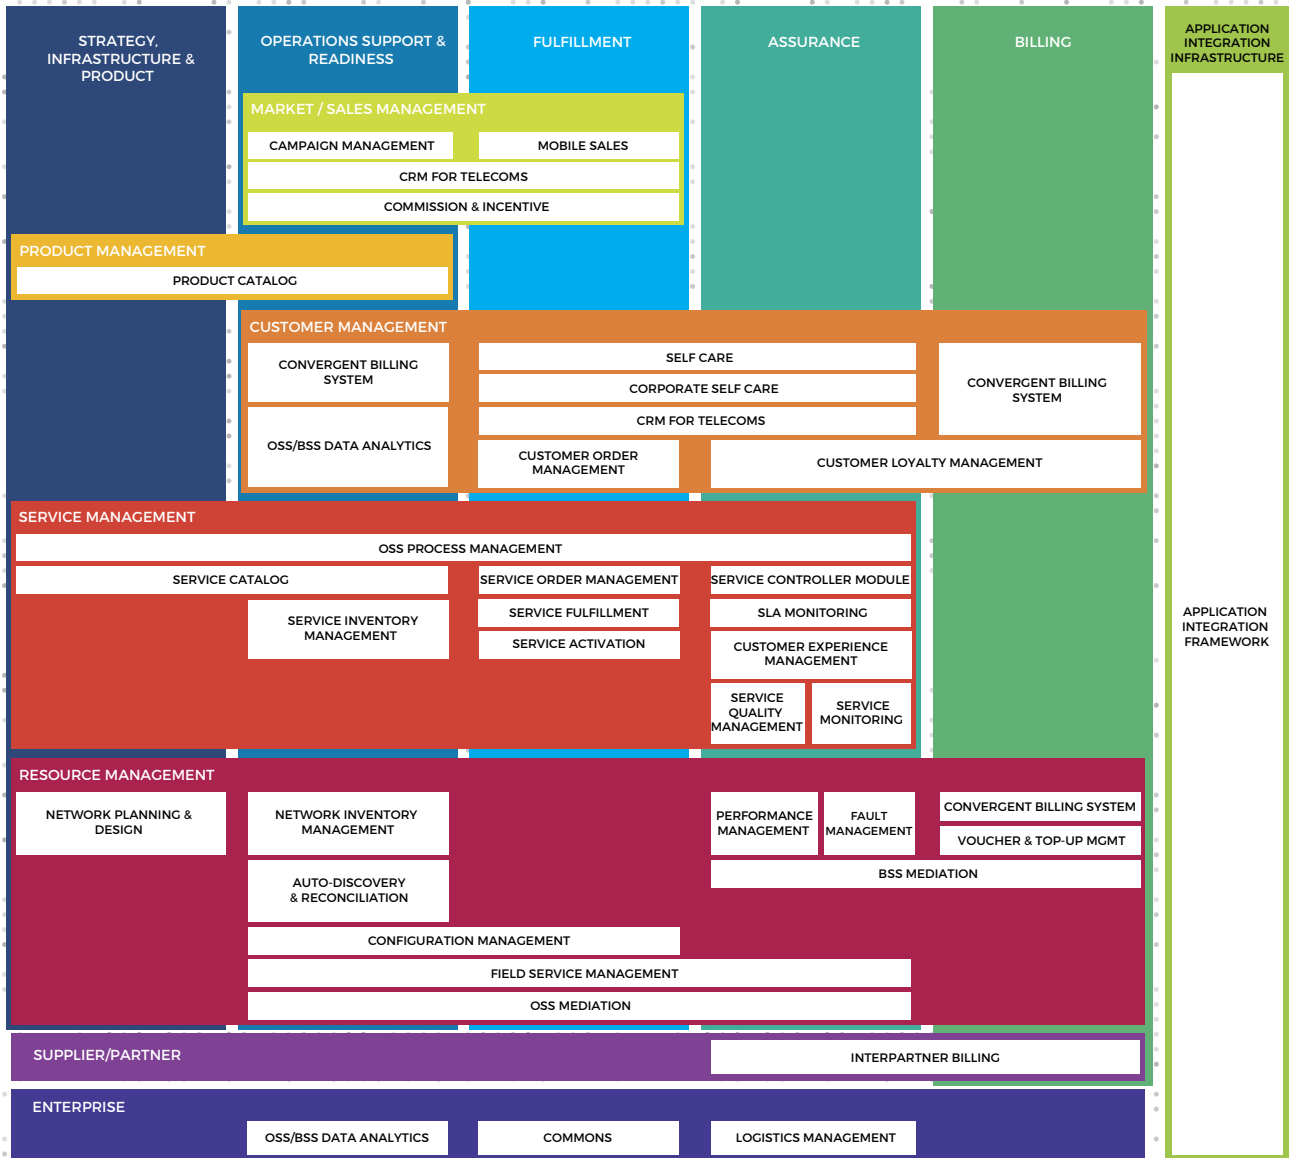 STRATEGY,
INFRASTRUCTURE &
PRODUCT
OPERATIONS SUPPORT &
READINESS
FULFILLMENT
ASSURANCE
BILLING
APPLICATION
INTEGRATION
INFRASTRUCTURE
MARKET / SALES MANAGEMENT
CAMPAIGN MANAGEMENT
MOBILE SALES
CRM FOR TELECOMS
COMMISSION & INCENTIVE
PRODUCT MANAGEMENT
PRODUCT CATALOG
CUSTOMER MANAGEMENT
CONVERGENT BILLING
SYSTEM
OSS/BSS DATA ANALYTICS
SELF CARE
CORPORATE SELF CARE
CRM FOR TELECOMS
CUSTOMER ORDER
MANAGEMENT
CONVERGENT BILLING
SYSTEM
CUSTOMER LOYALTY MANAGEMENT
SERVICE MANAGEMENT
OSS PROCESS MANAGEMENT
SERVICE CATALOG
SERVICE ORDER MANAGEMENT
SERVICE CONTROLLER MODULE
SERVICE INVENTORY
MANAGEMENT
SERVICE FULFILLMENT
SERVICE ACTIVATION
SLA MONITORING
CUSTOMER EXPERIENCE
MANAGEMENT
SERVICE
QUALITY
MANAGEMENT
SERVICE
MONITORING
APPLICATION
INTEGRATION
FRAMEWORK
RESOURCE MANAGEMENT
NETWORK PLANNING &
DESIGN
NETWORK INVENTORY
MANAGEMENT
PERFORMANCE
MANAGEMENT
FAULT
MANAGEMENT
CONVERGENT BILLING SYSTEM
VOUCHER & TOP-UP MGMT
BSS MEDIATION
AUTO-DISCOVERY
& RECONCILIATION
CONFIGURATION MANAGEMENT
FIELD SERVICE MANAGEMENT
OSS MEDIATION
SUPPLIER/PARTNER
INTERPARTNER BILLING
ENTERPRISE
OSS/BSS DATA ANALYTICS
COMMONS
LOGISTICS MANAGEMENT